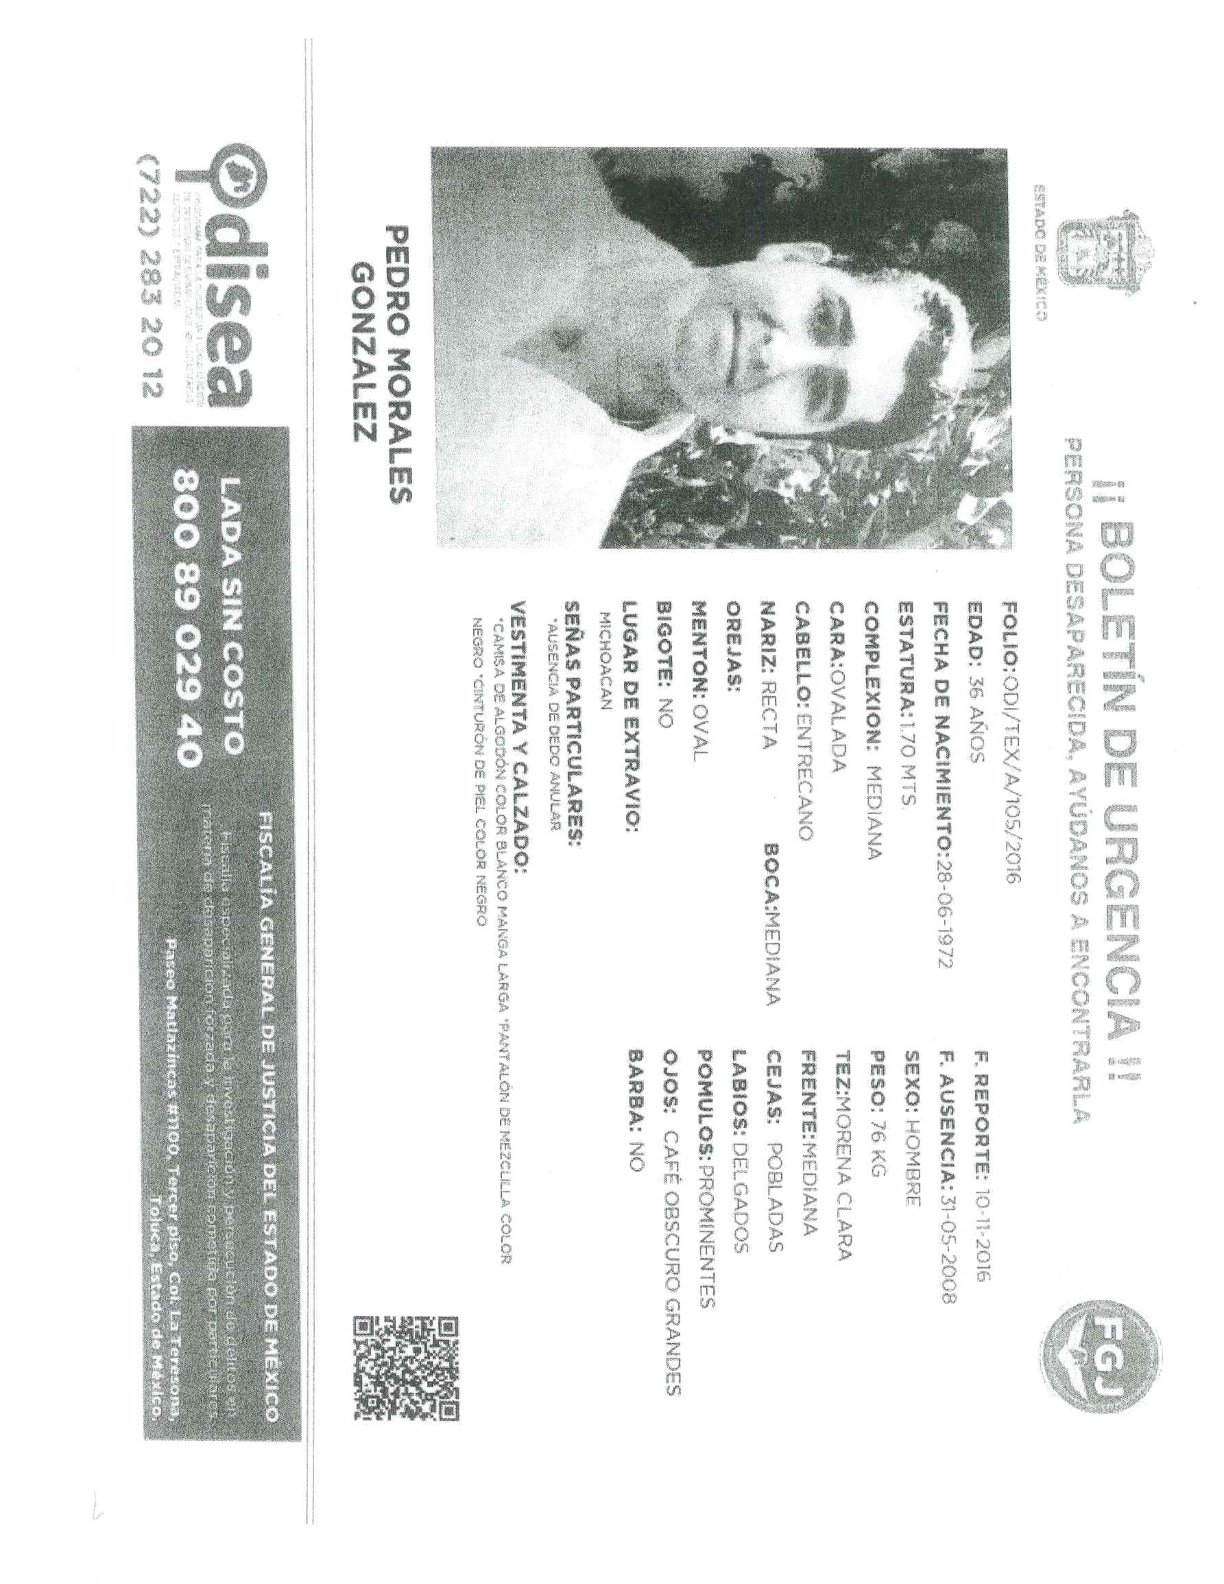 ¡¡ BOLETÍN DE URGENCIA !!
PERSONA DESAPARECIDA, AYÚDANOS A ENCONTRARLA
ESTADO DE MÉXICO
FGJ
FOLIO:ODI/TEX/A/105/2016
EDAD: 36 AÑOS
F. REPORTE: 10-11-2016
FECHA DE NACIMIENTO:28-06-1972
F. AUSENCIA: 31-05-2008
ESTATURA:1.70 MTS.
SEXO: HOMBRE
COMPLEXION: MEDIANA
PESO: 76 KG
CARA:OVALADA
TEZ:MORENA CLARA
CABELLO: ENTRECANO
FRENTE:MEDIANA
NARIZ: RECTA BOCA:MEDIANA
CEJAS: POBLADAS
OREJAS:
LABIOS: DELGADOS
MENTON: OVAL
POMULOS: PROMINENTES
BIGOTE: NO
OJOS: CAFÉ OBSCURO GRANDES
LUGAR DE EXTRAVIO:
BARBA: NO
MICHOACAN
SEÑAS PARTICULARES:
*AUSENCIA DE DEDO ANULAR
VESTIMENTA Y CALZADO:
*CAMISA DE ALGODÓN COLOR BLANCO MANGA LARGA *PANTALÓN DE MEZCLILLA COLOR
NEGRO *CINTURÓN DE PIEL COLOR NEGRO
PEDRO MORALES
GONZALEZ
Odisea
(722) 283 20 12
LADA SIN COSTO
800 89 029 40
FISCALÍA GENERAL DE JUSTICIA DEL ESTADO DE MÉXICO
Fiscalía especializada para la investigación y persecución de delitos en
materia de desaparición forzada y desaparición cometida por particulares
Paseo Matlazíncas #1100, Tercer piso, Col. La Teresona,
Toluca, Estado de México.